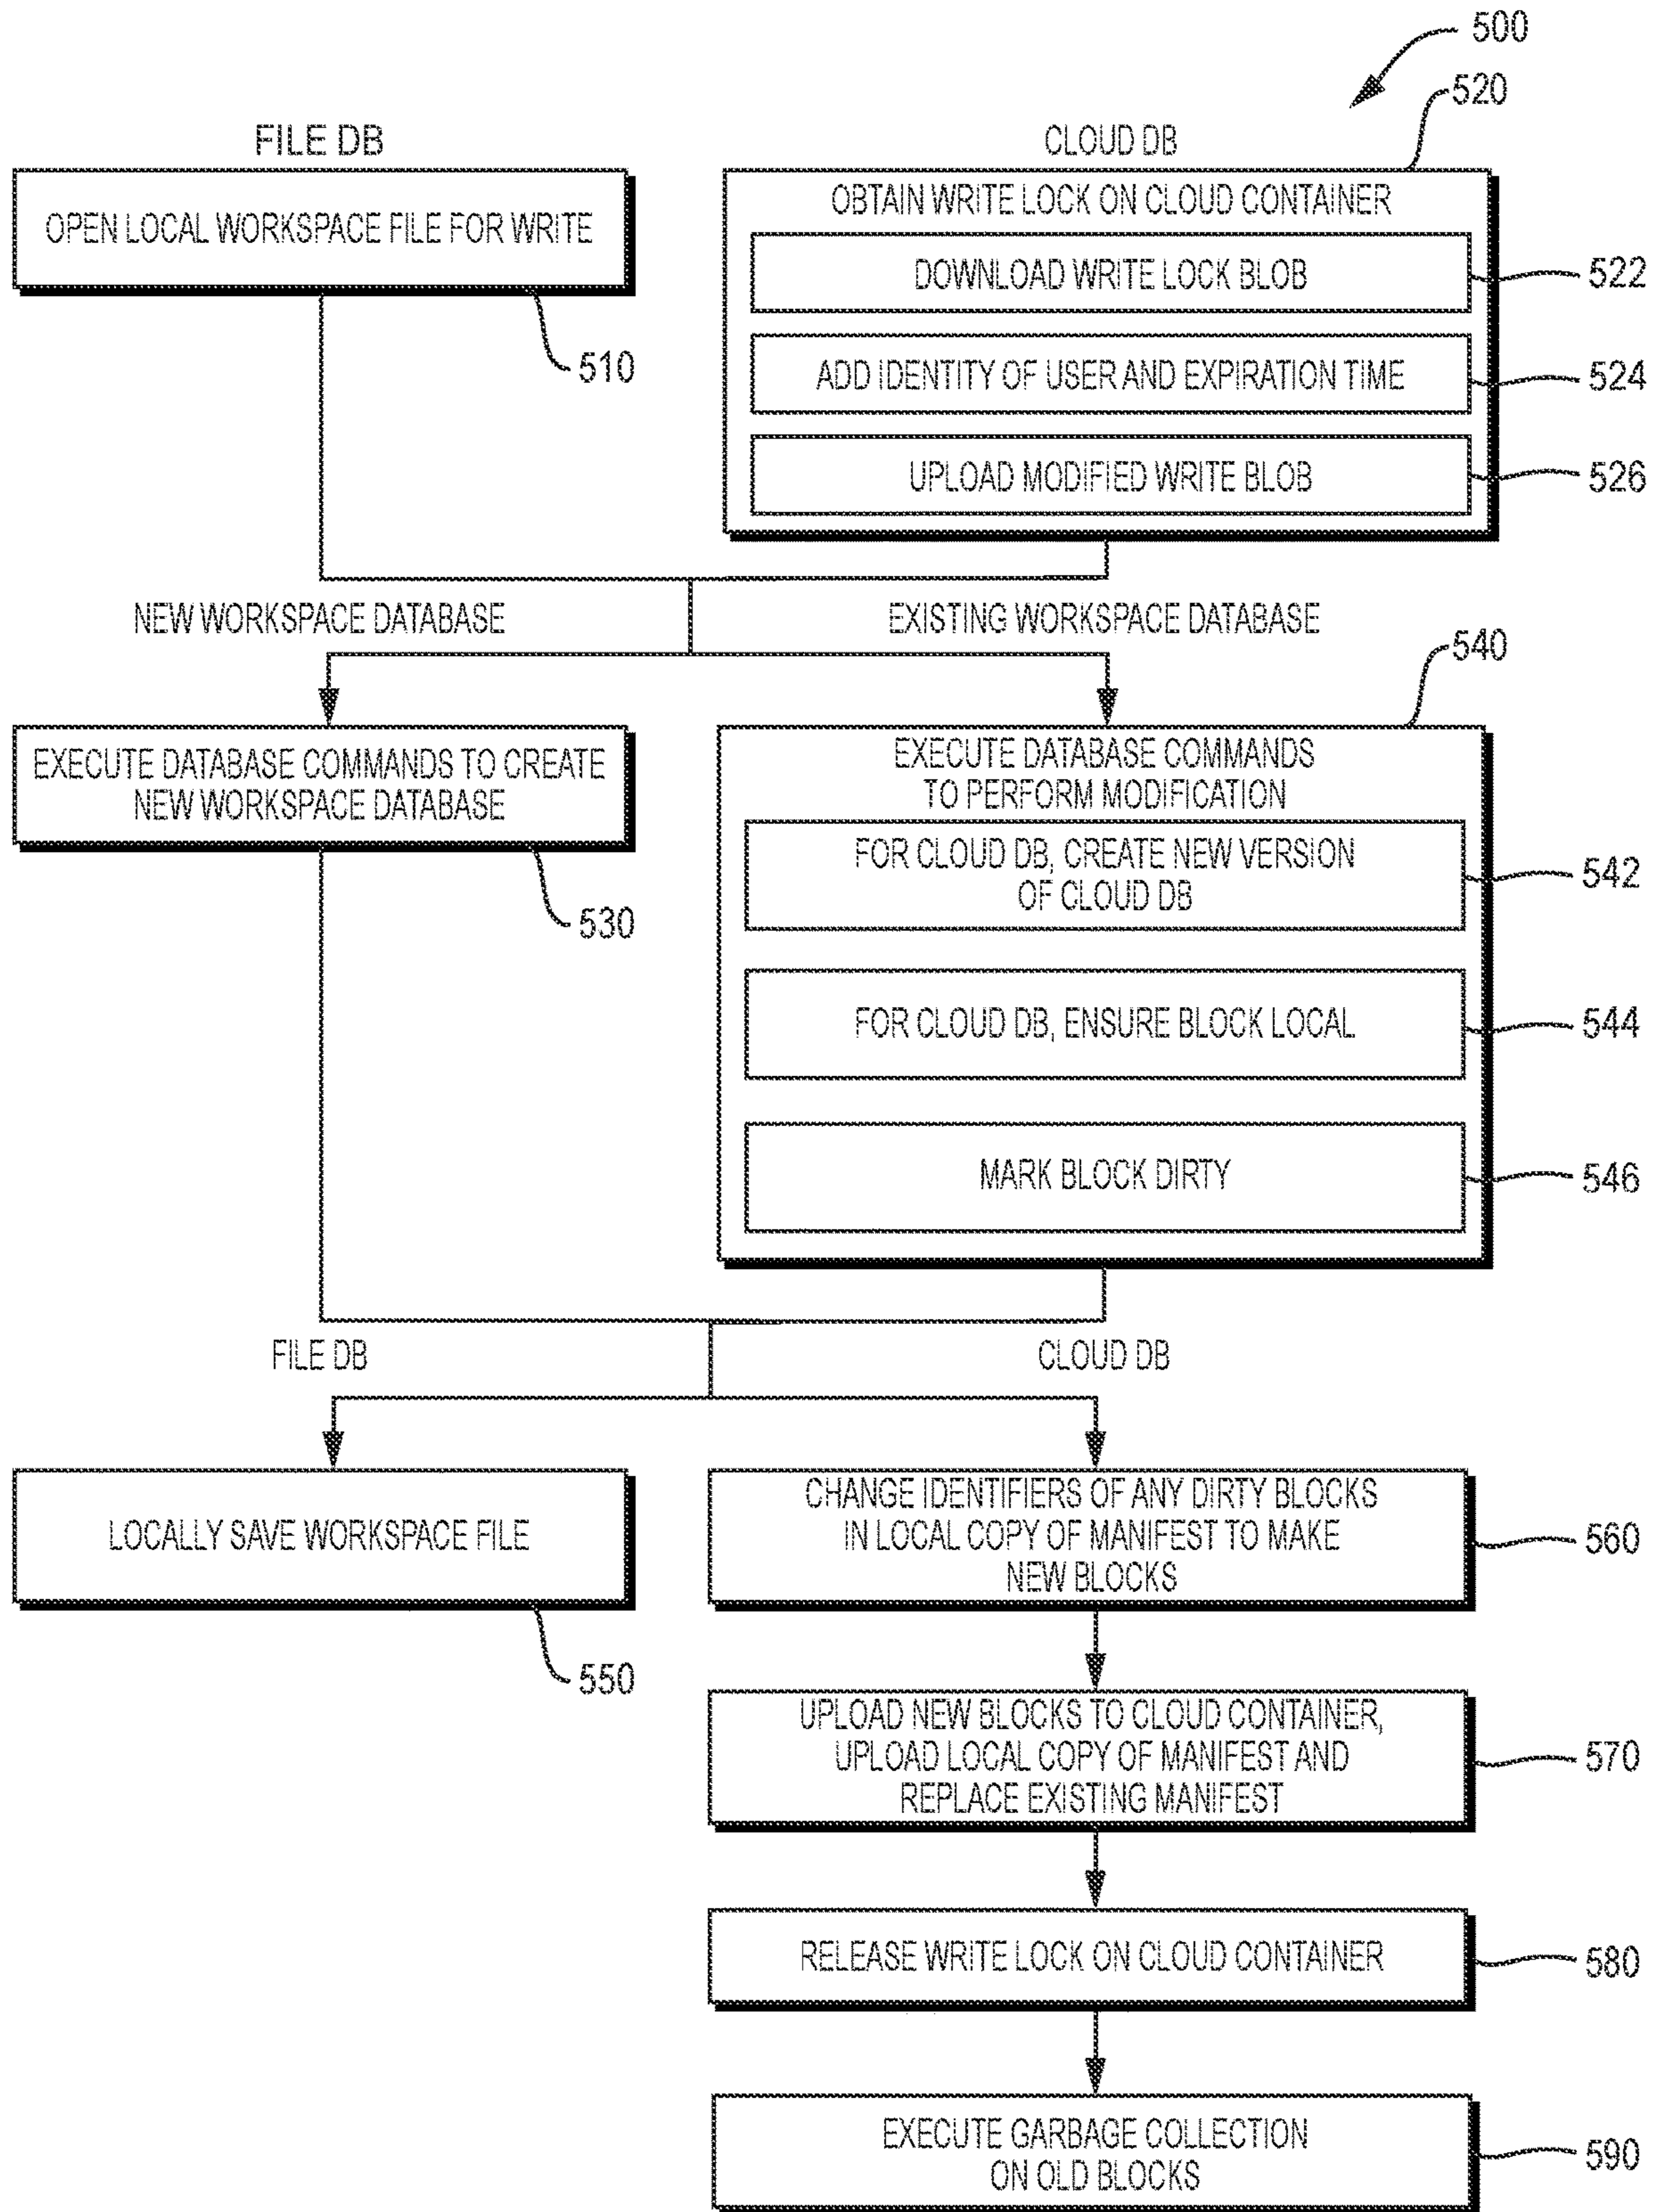 500
520
FILE DB
CLOUD DB
OPEN LOCAL WORKSPACE FILE FOR WRITE
510
OBTAIN WRITE LOCK ON CLOUD CONTAINER
DOWNLOAD WRITE LOCK BLOB
522
ADD IDENTITY OF USER AND EXPIRATION TIME
524
UPLOAD MODIFIED WRITE BLOB
526
NEW WORKSPACE DATABASE
EXISTING WORKSPACE DATABASE
540
EXECUTE DATABASE COMMANDS TO CREATE
NEW WORKSPACE DATABASE
530
EXECUTE DATABASE COMMANDS
TO PERFORM MODIFICATION
FOR CLOUD DB, CREATE NEW VERSION
OF CLOUD DB
542
FOR CLOUD DB, ENSURE BLOCK LOCAL
544
MARK BLOCK DIRTY
546
FILE DB
CLOUD DB
LOCALLY SAVE WORKSPACE FILE
550
CHANGE IDENTIFIERS OF ANY DIRTY BLOCKS
IN LOCAL COPY OF MANIFEST TO MAKE
NEW BLOCKS
560
UPLOAD NEW BLOCKS TO CLOUD CONTAINER,
UPLOAD LOCAL COPY OF MANIFEST AND
REPLACE EXISTING MANIFEST
570
RELEASE WRITE LOCK ON CLOUD CONTAINER
580
EXECUTE GARBAGE COLLECTION
ON OLD BLOCKS
590